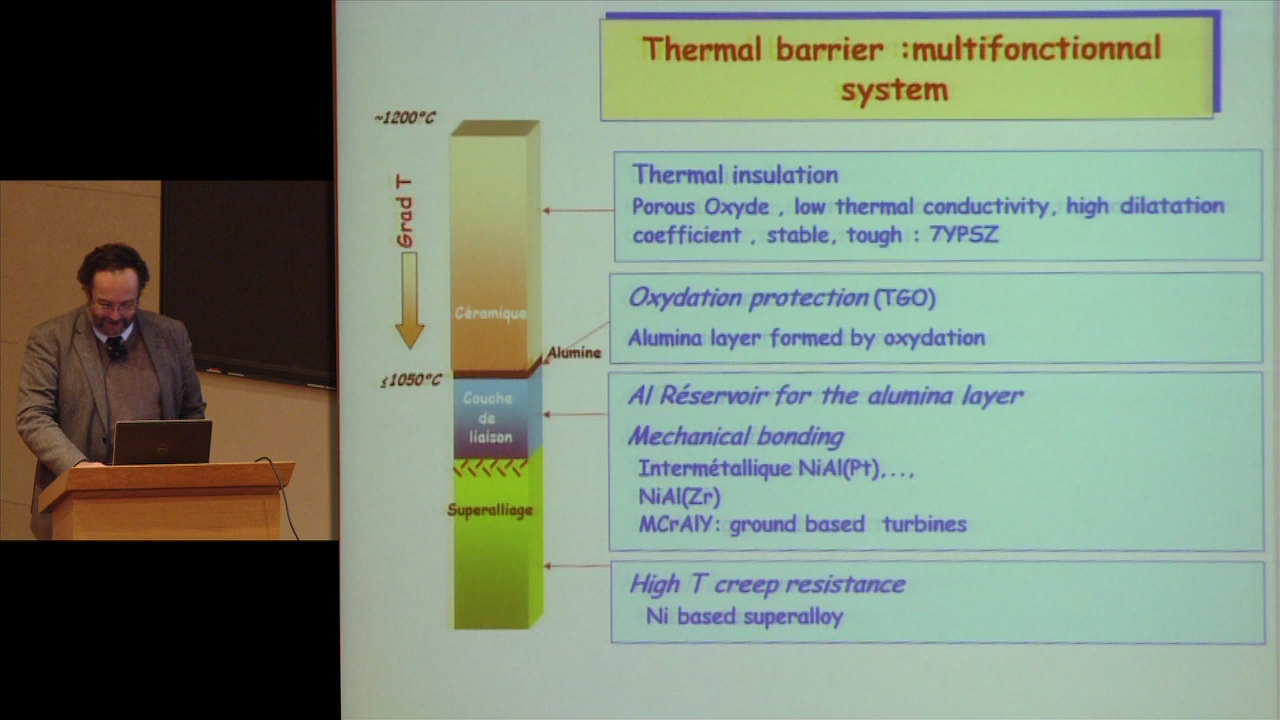 Thermal barrier :multifonctionnal
system
~1200°C
Grad T
Céramique
Alumine
≤1050°C
Couche
de
liaison
Superalliage
Thermal insulation
Porous Oxyde , low thermal conductivity, high dilatation
coefficient , stable, tough : 7YPSZ
Oxydation protection (TGO)
Alumina layer formed by oxydation
Al Réservoir for the alumina layer
Mechanical bonding
Intermétallique NiAl(Pt),..,
NiAl(Zr)
MCrAlY: ground based turbines
High T creep resistance
Ni based superalloy